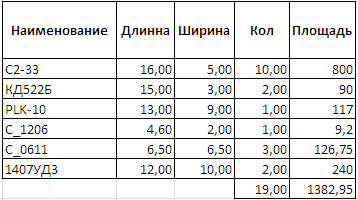 Наименование Длинна Ширина Кол Площадь
С2-33 16,00 5,00 10,00 800
КД522Б 15,00 3,00 2,00 90
PLK-10 13,00 9,00 1,00 117
С_1206 4,60 2,00 1,00 9,2
С_0611 6,50 6,50 3,00 126,75
1407УД3 12,00 10,00 2,00 240
19,00 1382,95